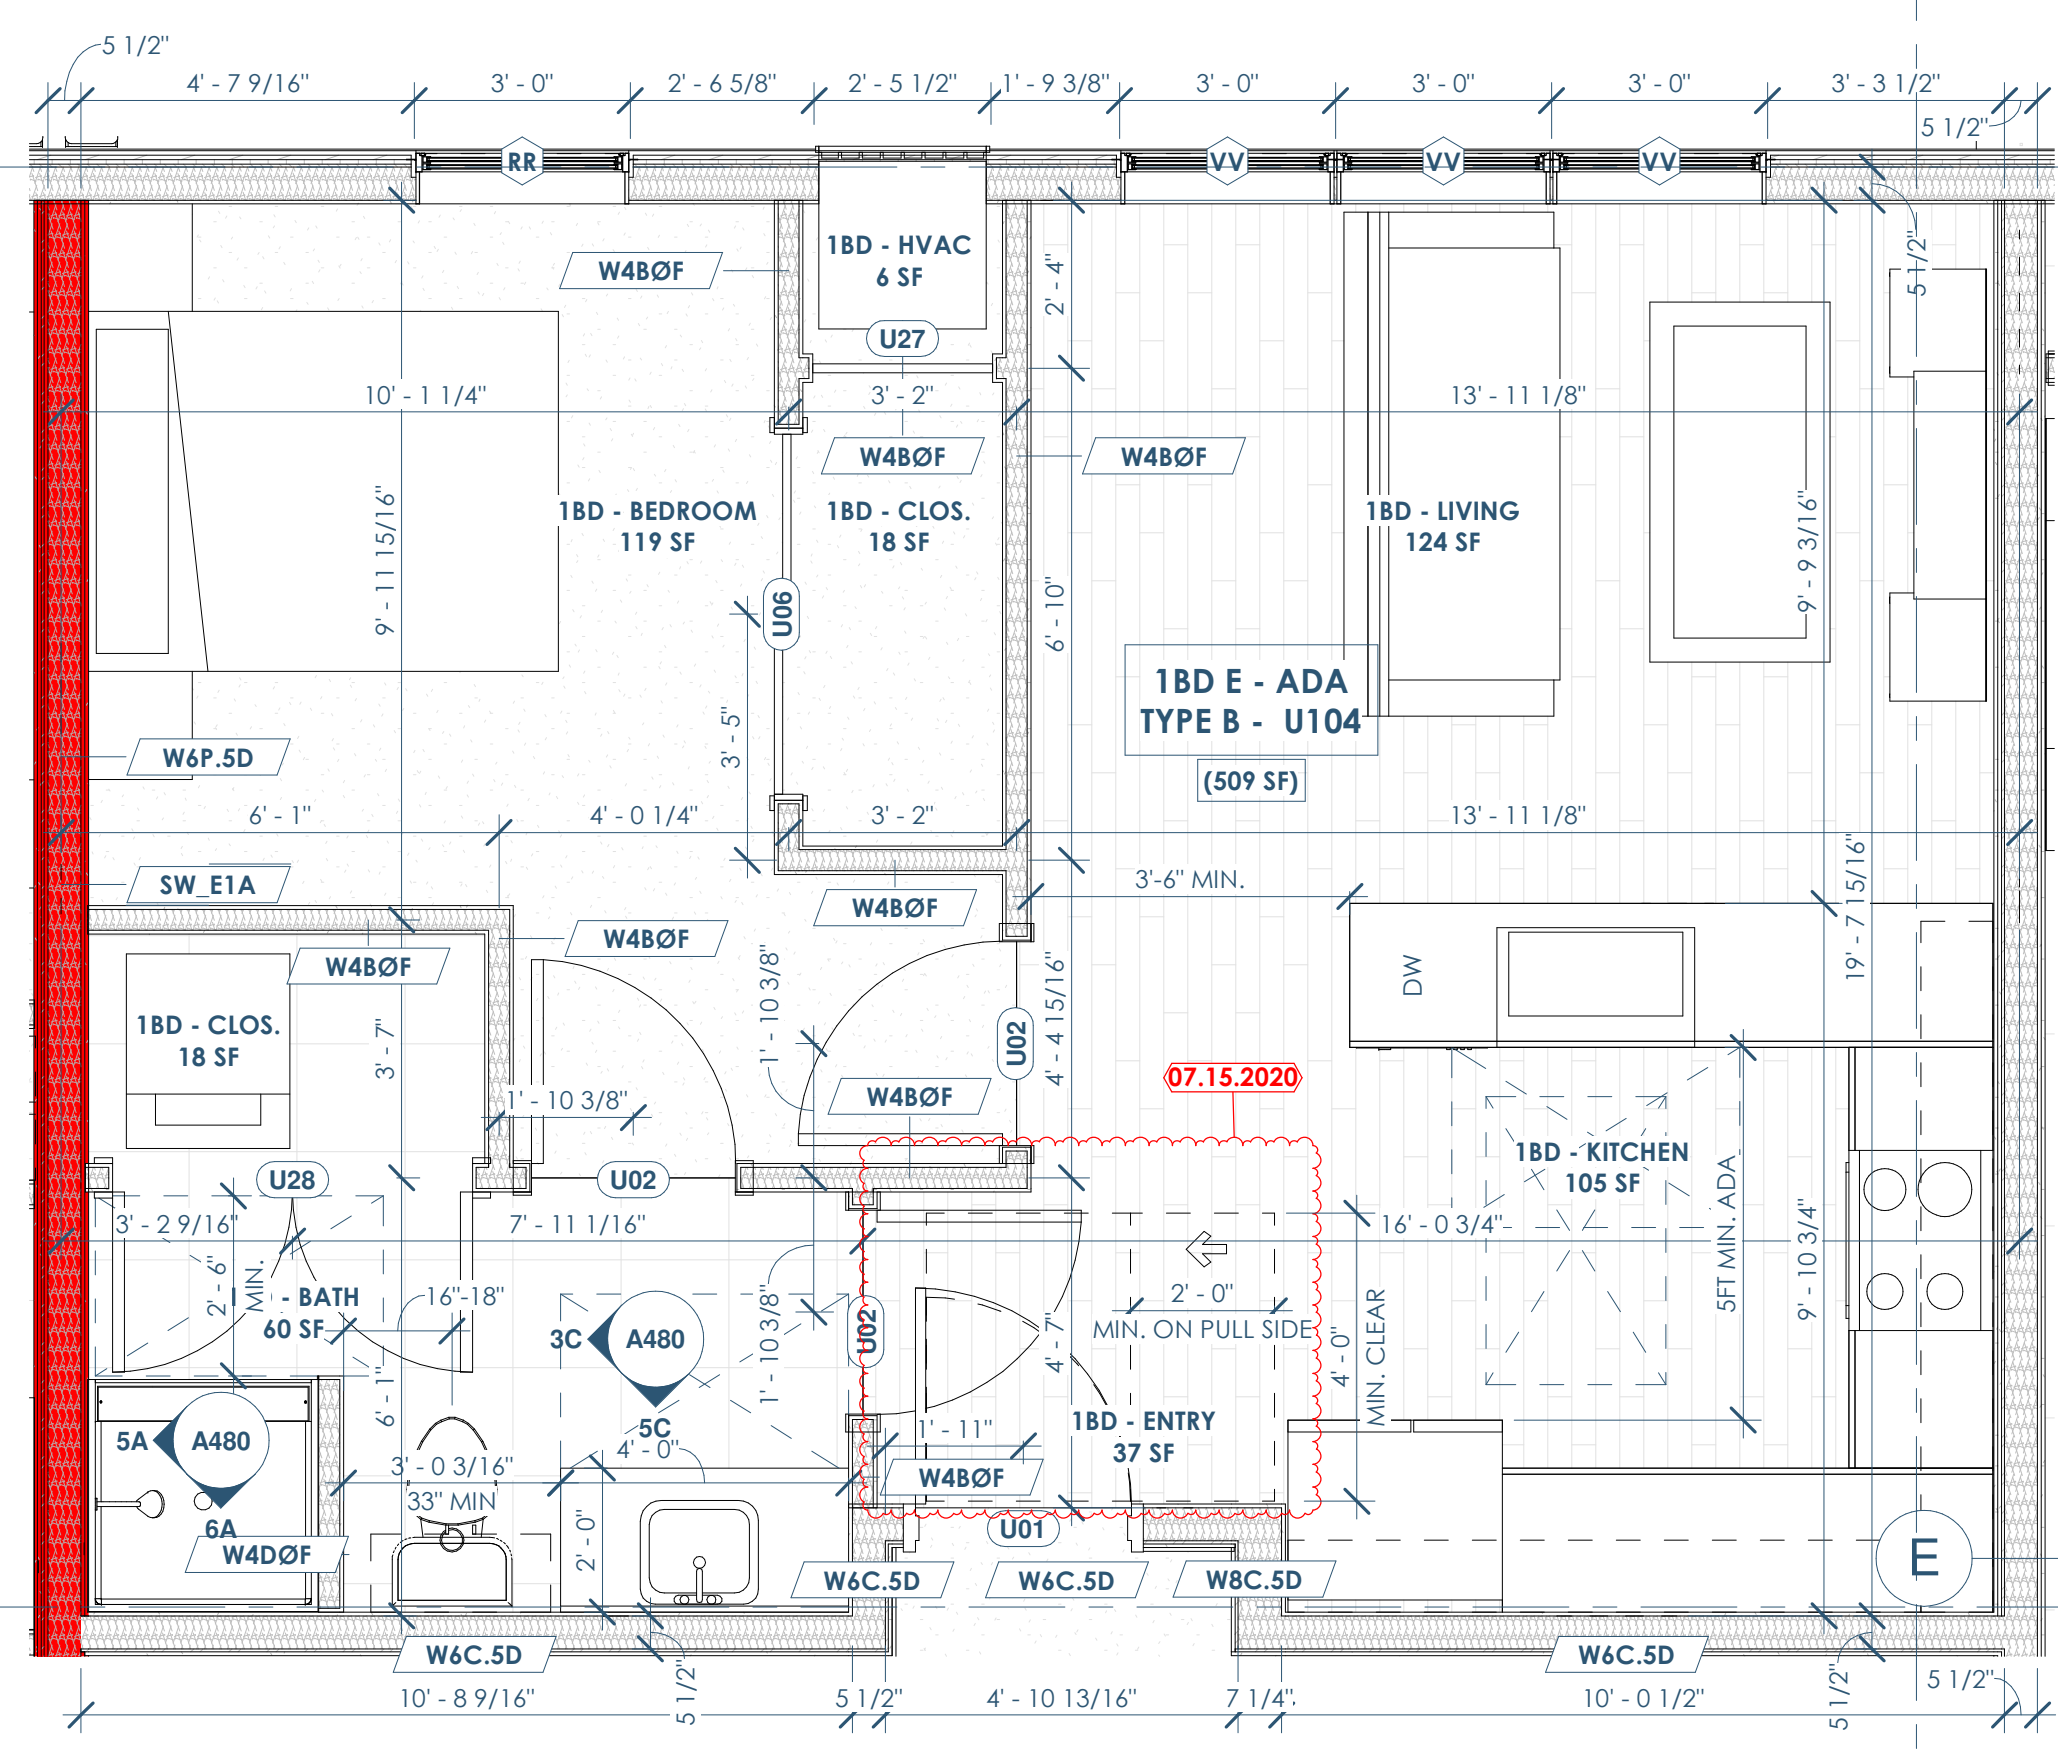 5 1/2"
4' - 7 9/16"
3' - 0"
2' - 6 5/8"
2' - 5 1/2"
1' - 9 3/8"
3' - 0"
3' - 0"
3' - 0"
3' - 3 1/2"
5 1/2"
RR
VV
VV
VV
1BD - HVAC
6 SF
W4BØF
2' - 4"
5 1/2"
U27
10' - 1 1/4"
3' - 2"
13' - 11 1/8"
W4BØF
W4BØF
1BD - BEDROOM
119 SF
1BD - CLOS.
18 SF
1BD - LIVING
124 SF
9' - 11 15/16"
9' - 9 3/16"
U06
6' - 10"
1BD E - ADA
TYPE B - U104
(509 SF)
3' - 5"
W6P.5D
6' - 1"
4' - 0 1/4"
3' - 2"
13' - 11 1/8"
SW_E1A
3'-6" MIN.
W4BØF
19' - 7 15/16"
W4BØF
W4BØF
DW
1' - 10 3/8"
4' - 4 15/16"
1BD - CLOS.
18 SF
3' - 7"
U02
07.15.2020
1' - 10 3/8"
W4BØF
1BD - KITCHEN
105 SF
U28
U02
5FT MIN. ADA
3' - 2 9/16"
7' - 11 1/16"
16' - 0 3/4"
9' - 10 3/4"
2' - 6"
MIN.
- BATH
60 SF
16"-18"
2' - 0"
MIN. ON PULL SIDE
3C
A480
5C
1' - 10 3/8"
U02
4' - 7"
4' - 0"
MIN. CLEAR
6' - 1"
5A
A480
6A
1' - 11"
1BD - ENTRY
37 SF
4' - 0"
3' - 0 3/16"
33" MIN
W4BØF
2' - 0"
U01
W4DØF
W6C.5D
W6C.5D
W8C.5D
E
W6C.5D
W6C.5D
5 1/2"
10' - 8 9/16"
5 1/2"
4' - 10 13/16"
7 1/4"
10' - 0 1/2"
5 1/2"
5 1/2"